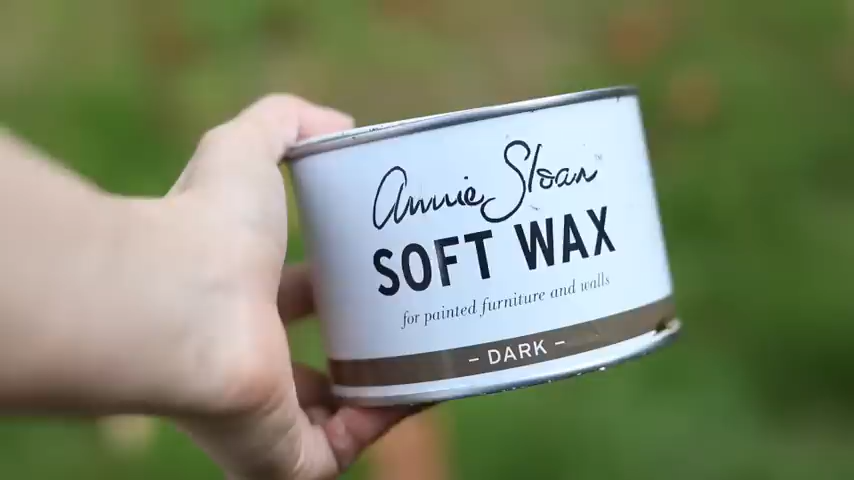 Annie Sloan
SOFT WAX
for painted furniture and walls
– DARK –